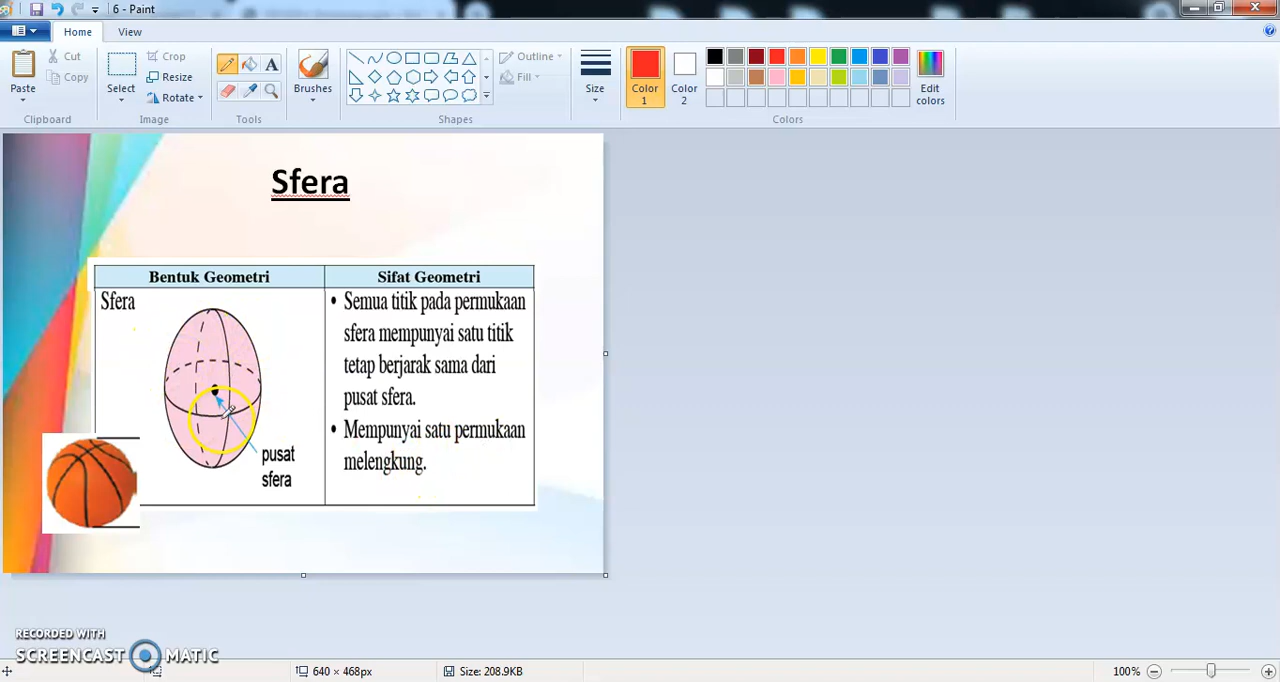 6 - Paint
Home View
Paste
Cut
Copy
Clipboard
Select
Crop
Resize
Rotate
Image
A
Tools
Brushes
Outline
Fill
Shapes
Size
Color
1
Color
2
Edit
colors
Colors
Sfera
Bentuk Geometri
Sifat Geometri
Sfera
pusat
sfera
• Semua titik pada permukaan
sfera mempunyai satu titik
tetap berjarak sama dari
pusat sfera.
• Mempunyai satu permukaan
melengkung.
RECORDED WITH
SCREENCAST MATIC
640 × 468px
Size: 208.9KB
100%